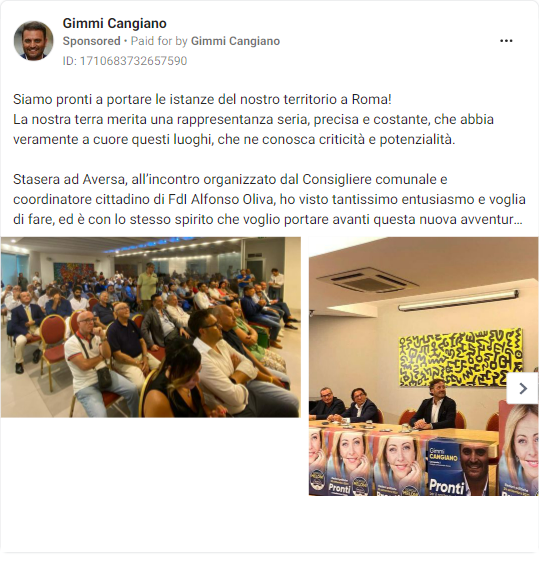 Gimmi Cangiano
Sponsored • Paid for by Gimmi Cangiano
ID: 1710683732657590
Siamo pronti a portare le istanze del nostro territorio a Roma!
La nostra terra merita una rappresentanza seria, precisa e costante, che abbia
veramente a cuore questi luoghi, che ne conosca criticità e potenzialità.
Stasera ad Aversa, all’incontro organizzato dal Consigliere comunale e
coordinatore cittadino di FdI Alfonso Oliva, ho visto tantissimo entusiasmo e voglia
di fare, ed è con lo stesso spirito che voglio portare avanti questa nuova avventur...
Gimmi
CANGIANO
MELONI
Pronti
Pronti
Pronti